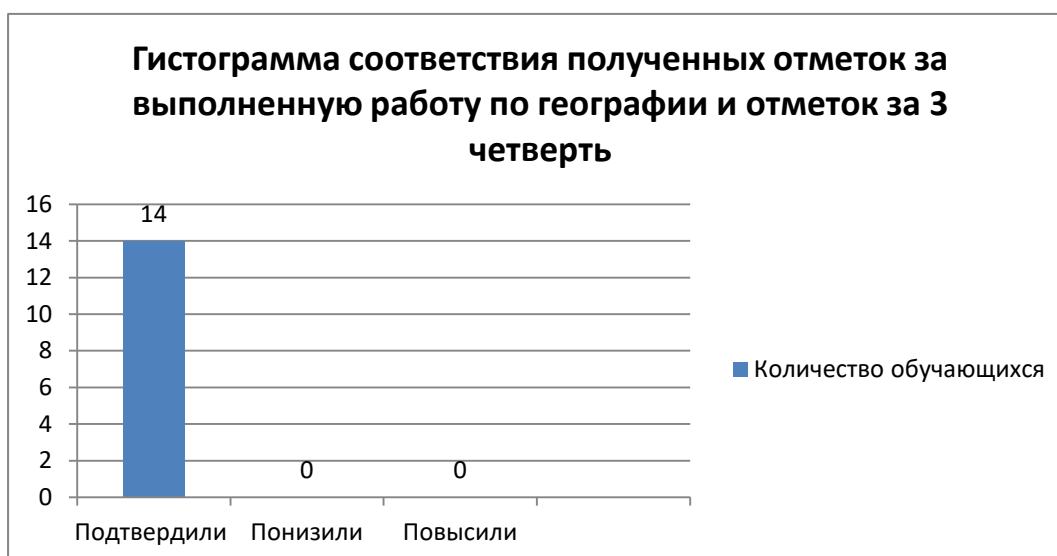 Гистограмма соответствия полученных отметок за
выполненную работу по географии и отметок за 3
четверть
16
14
12
10
8
6
4
2
0
14
0
0
Подтвердили
Понизили
Повысили
Количество обучающихся